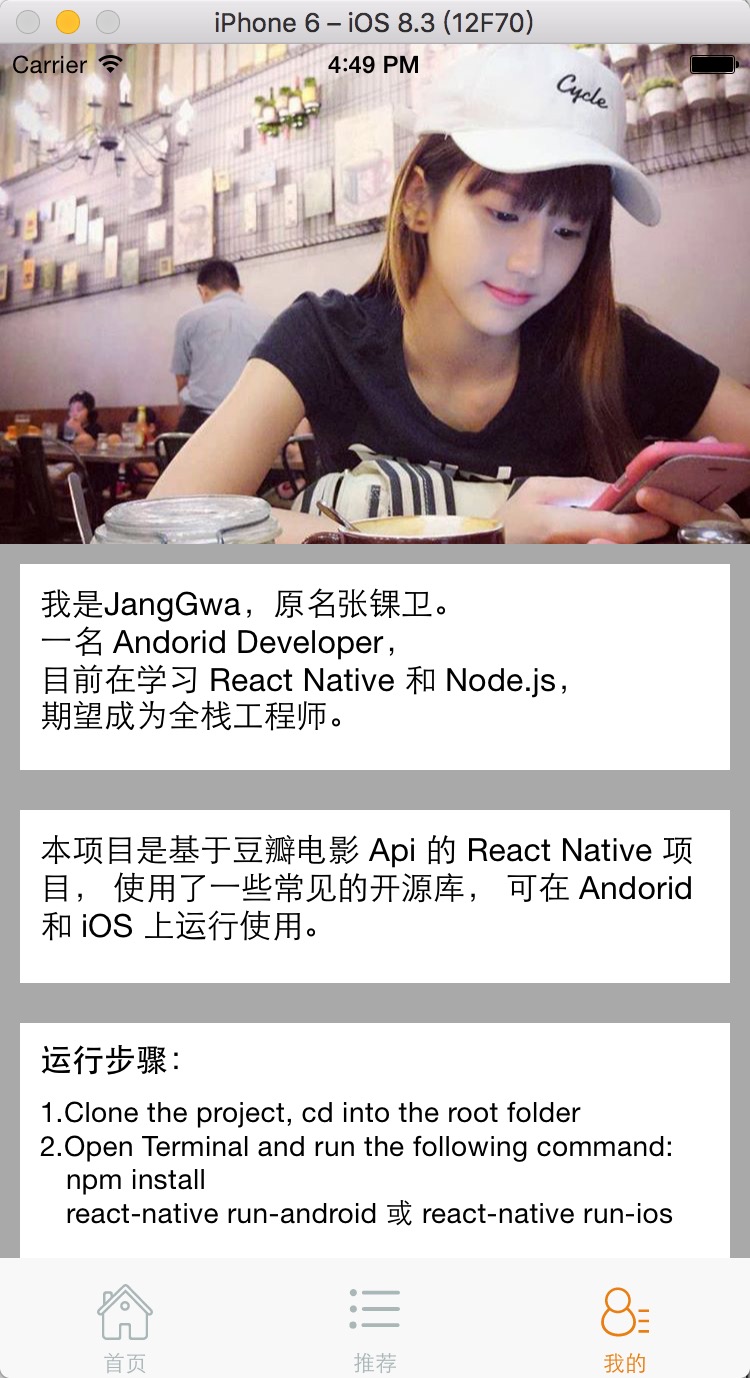 iPhone 6 – iOS 8.3 (12F70)
Carrier 4:49 PM
Cycle
我是JangGwa，原名张锞卫。
一名 Andorid Developer，
目前在学习 React Native 和 Node.js，
期望成为全栈工程师。
本项目是基于豆瓣电影 Api 的 React Native 项
目， 使用了一些常见的开源库， 可在 Andorid
和 iOS 上运行使用。
运行步骤：
1.Clone the project, cd into the root folder
2.Open Terminal and run the following command:
npm install
react-native run-android 或 react-native run-ios
首页 推荐 我的